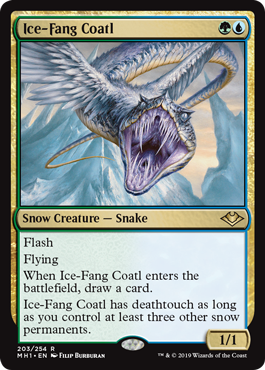 Ice-Fang Coatl
Snow Creature — Snake
Flash
Flying
When Ice-Fang Coatl enters the
battlefield, draw a card.
Ice-Fang Coatl has deathtouch as long
as you control at least three other snow
permanents.
1/1
203/254 R
MH1 • EN Filip Burburan
™ & © 2019 Wizards of the Coast